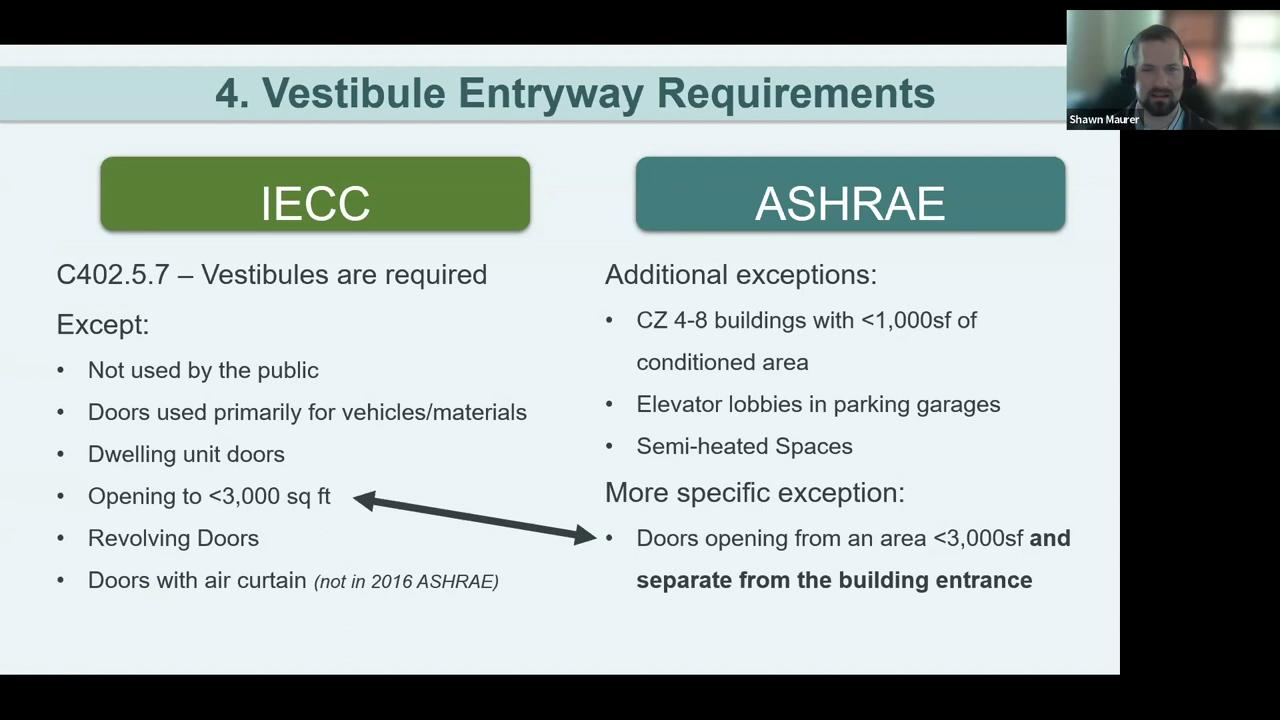 4. Vestibule Entryway Requirements
Shawn Maurer
IECC
C402.5.7 – Vestibules are required
Except:
• Not used by the public
• Doors used primarily for vehicles/materials
• Dwelling unit doors
• Opening to <3,000 sq ft
• Revolving Doors
• Doors with air curtain (not in 2016 ASHRAE)
ASHRAE
Additional exceptions:
• CZ 4-8 buildings with <1,000sf of
conditioned area
• Elevator lobbies in parking garages
• Semi-heated Spaces
More specific exception:
• Doors opening from an area <3,000sf and
separate from the building entrance